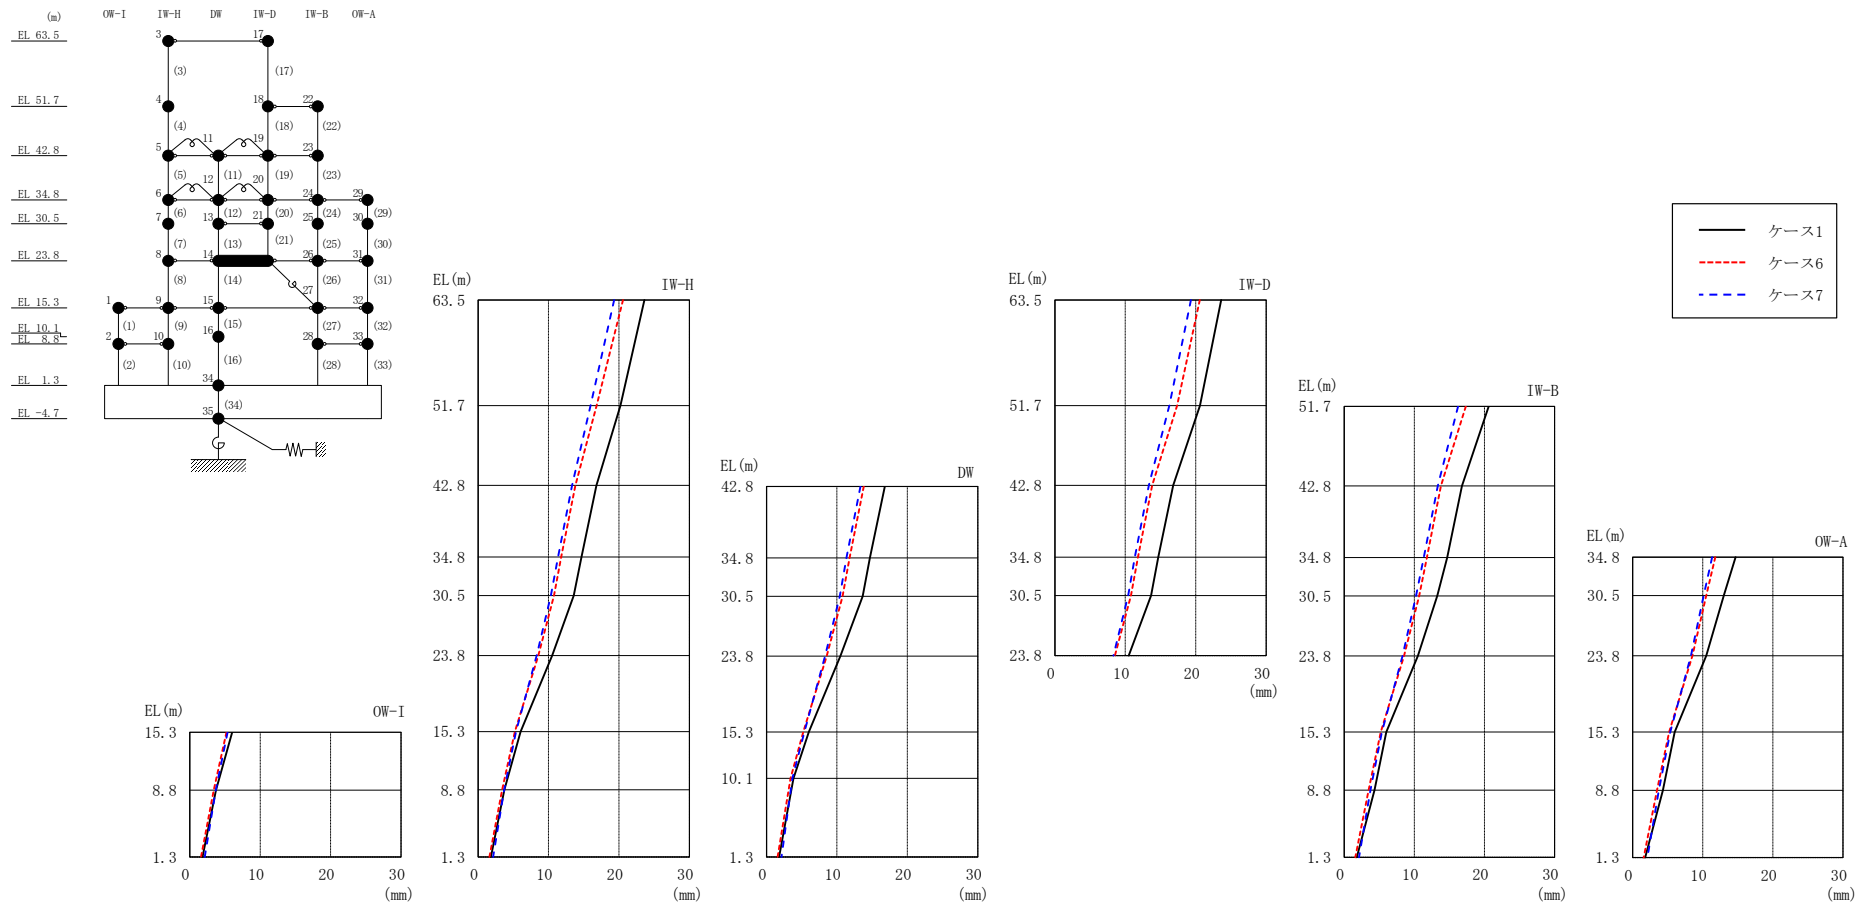 (m) OW-I IW-H DW IW-D IW-B OW-A
EL 63.5 3 17
(3) (17)
EL 51.7 4 18 22
(4) (18) (22)
11 19
EL 42.8 5 23
(5) (11) (19) (23)
12 20
EL 34.8 6 24 29
(6) (12) (20) (24) (29)
EL 30.5 7 13 21 25 30
(7) (13) (21) (25) (30)
EL 23.8 8 14 26 31
(8) (14) (26) (31)
27
EL 15.3 1 9 15 32
(1) (9) (15) (27) (32)
EL 10.1 16
EL 8.8 2 10 28 33
(2) (10) (16) (28) (33)
EL 1.3 34
(34)
EL -4.7 35
ケース1
ケース6
ケース7
EL(m) OW-I
15.3
8.8
1.3
0 10 20 30
(mm)
EL(m) IW-H
63.5
51.7
42.8
34.8
30.5
23.8
15.3
8.8
1.3
0 10 20 30
(mm)
EL(m) DW
42.8
34.8
30.5
23.8
15.3
10.1
1.3
0 10 20 30
(mm)
EL(m) IW-D
63.5
51.7
42.8
34.8
30.5
23.8
0 10 20 30
(mm)
EL(m) IW-B
51.7
42.8
34.8
30.5
23.8
15.3
8.8
1.3
0 10 20 30
(mm)
EL(m) OW-A
34.8
30.5
23.8
15.3
8.8
1.3
0 10 20 30
(mm)